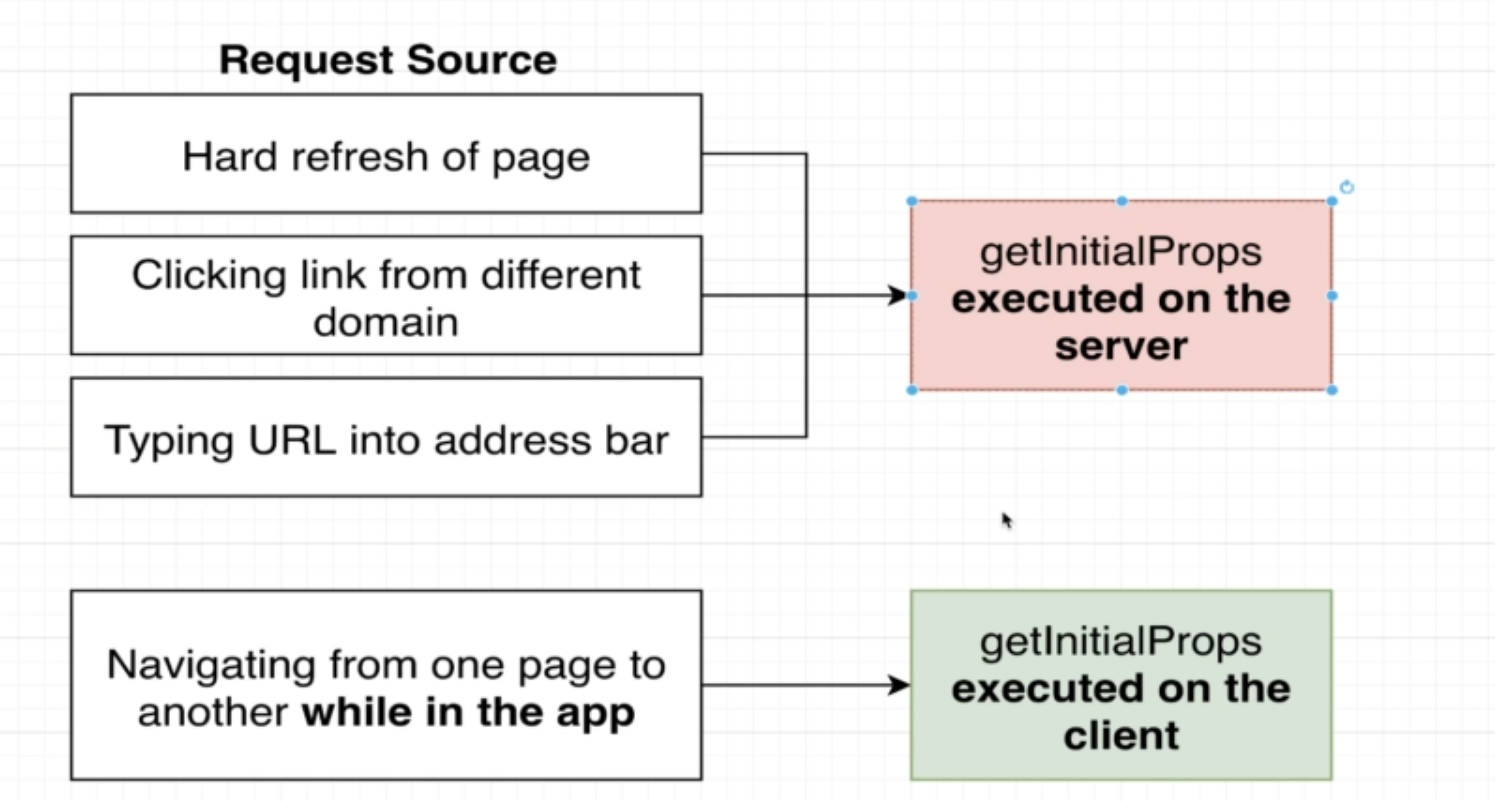 Request Source
Hard refresh of page
Clicking link from different
domain
Typing URL into address bar
getInitialProps
executed on the
server
Navigating from one page to
another while in the app
getInitialProps
executed on the
client